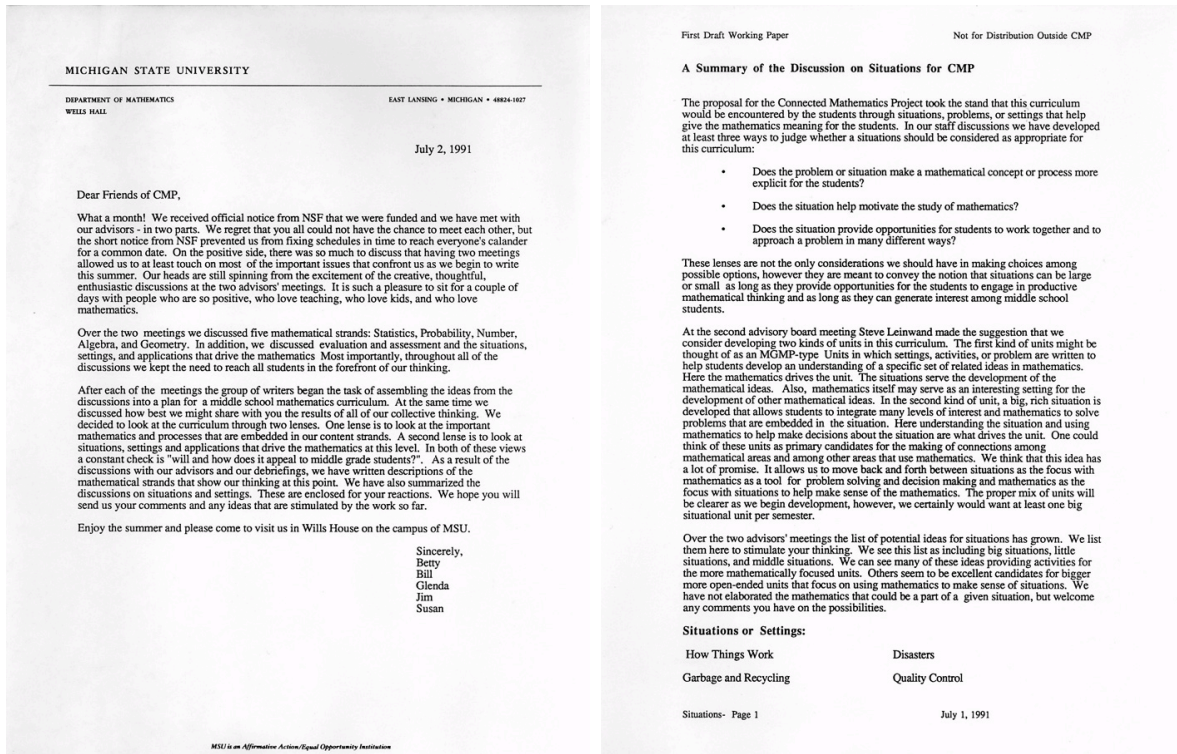 MICHIGAN STATE UNIVERSITY
DEPARTMENT OF MATHEMATICS
EAST LANSING • MICHIGAN • 48824-1027
WELLS HALL
July 2, 1991
Dear Friends of CMP,
What a month! We received official notice from NSF that we were funded and we have met with
our advisors - in two parts. We regret that you all could not have the chance to meet each other, but
the short notice from NSF prevented us from fixing schedules in time to reach everyone's calander
for a common date. On the positive side, there was so much to discuss that having two meetings
allowed us to at least touch on most of the important issues that confront us as we begin to write
this summer. Our heads are still spinning from the excitement of the creative, thoughtful,
enthusiastic discussions at the two advisors' meetings. It is such a pleasure to sit for a couple of
days with people who are so positive, who love teaching, who love kids, and who love
mathematics.
Over the two meetings we discussed five mathematical strands: Statistics, Probability, Number,
Algebra, and Geometry. In addition, we discussed evaluation and assessment and the situations,
settings, and applications that drive the mathematics Most importantly, throughout all of the
discussions we kept the need to reach all students in the forefront of our thinking.
After each of the meetings the group of writers began the task of assembling the ideas from the
discussions into a plan for a middle school mathematics curriculum. At the same time we
discussed how best we might share with you the results of all of our collective thinking. We
decided to look at the curriculum through two lenses. One lense is to look at the important
mathematics and processes that are embedded in our content strands. A second lense is to look at
situations, settings and applications that drive the mathematics at this level. In both of these views
a constant check is "will and how does it appeal to middle grade students?". As a result of the
discussions with our advisors and our debriefings, we have written descriptions of the
mathematical strands that show our thinking at this point. We have also summarized the
discussions on situations and settings. These are enclosed for your reactions. We hope you will
send us your comments and any ideas that are stimulated by the work so far.
Enjoy the summer and please come to visit us in Wills House on the campus of MSU.
Sincerely,
Betty
Bill
Glenda
Jim
Susan
MSU is an Affirmative Action/Equal Opportunity Institution
First Draft Working Paper
Not for Distribution Outside CMP
A Summary of the Discussion on Situations for CMP
The proposal for the Connected Mathematics Project took the stand that this curriculum
would be encountered by the students through situations, problems, or settings that help
give the mathematics meaning for the students. In our staff discussions we have developed
at least three ways to judge whether a situations should be considered as appropriate for
this curriculum:
• Does the problem or situation make a mathematical concept or process more
explicit for the students?
• Does the situation help motivate the study of mathematics?
• Does the situation provide opportunities for students to work together and to
approach a problem in many different ways?
These lenses are not the only considerations we should have in making choices among
possible options, however they are meant to convey the notion that situations can be large
or small as long as they provide opportunities for the students to engage in productive
mathematical thinking and as long as they can generate interest among middle school
students.
At the second advisory board meeting Steve Leinwand made the suggestion that we
consider developing two kinds of units in this curriculum. The first kind of units might be
thought of as an MGMP-type Units in which settings, activities, or problem are written to
help students develop an understanding of a specific set of related ideas in mathematics.
Here the mathematics drives the unit. The situations serve the development of the
mathematical ideas. Also, mathematics itself may serve as an interesting setting for the
development of other mathematical ideas. In the second kind of unit, a big, rich situation is
developed that allows students to integrate many levels of interest and mathematics to solve
problems that are embedded in the situation. Here understanding the situation and using
mathematics to help make decisions about the situation are what drives the unit. One could
think of these units as primary candidates for the making of connections among
mathematical areas and among other areas that use mathematics. We think that this idea has
a lot of promise. It allows us to move back and forth between situations as the focus with
mathematics as a tool for problem solving and decision making and mathematics as the
focus with situations to help make sense of the mathematics. The proper mix of units will
be clearer as we begin development, however, we certainly would want at least one big
situational unit per semester.
Over the two advisors' meetings the list of potential ideas for situations has grown. We list
them here to stimulate your thinking. We see this list as including big situations, little
situations, and middle situations. We can see many of these ideas providing activities for
the more mathematically focused units. Others seem to be excellent candidates for bigger
more open-ended units that focus on using mathematics to make sense of situations. We
have not elaborated the mathematics that could be a part of a given situation, but welcome
any comments you have on the possibilities.
Situations or Settings:
How Things Work
Disasters
Garbage and Recycling
Quality Control
Situations- Page 1
July 1, 1991